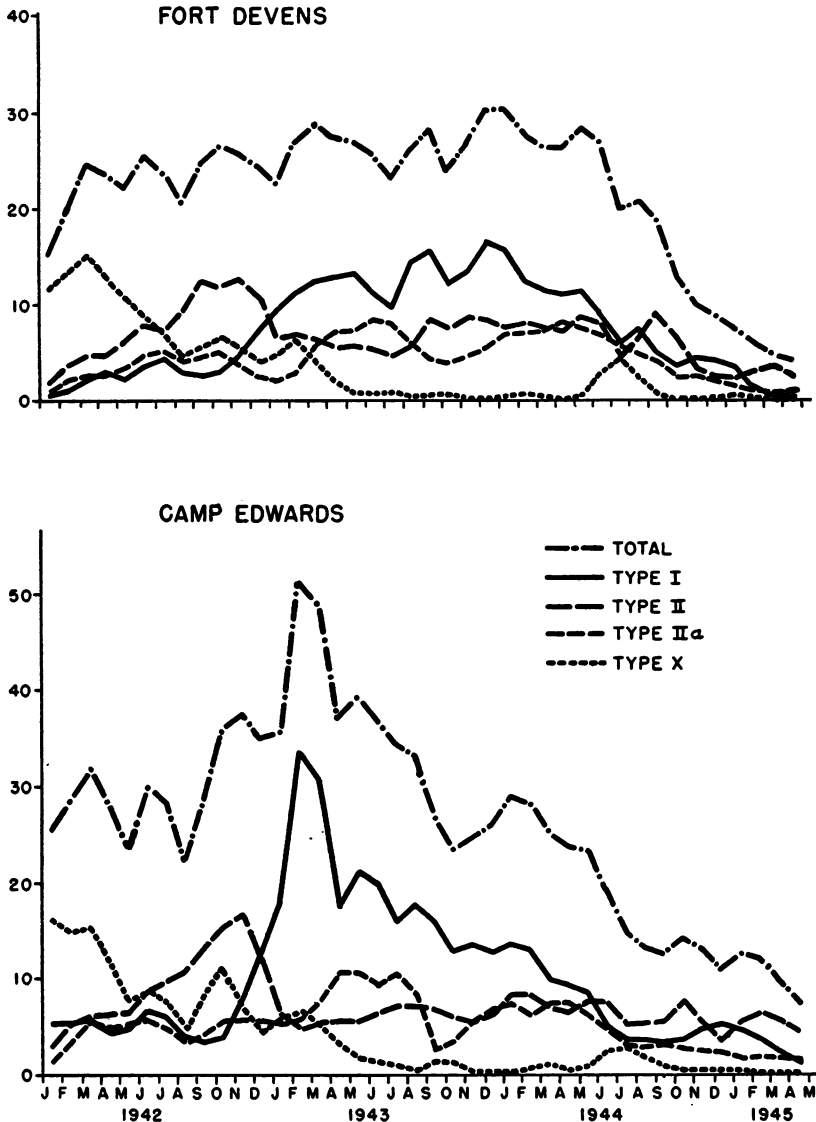 FORT DEVENS
40
30
20
10
0
CAMP EDWARDS
TOTAL
TYPE I
TYPE II
TYPE IIa
TYPE X
50
40
30
20
10
0
J F M A M J J A S O N D J F M A M J J A S O N D J F M A M J J A S O N D J F M A M
1942 1943 1944 1945